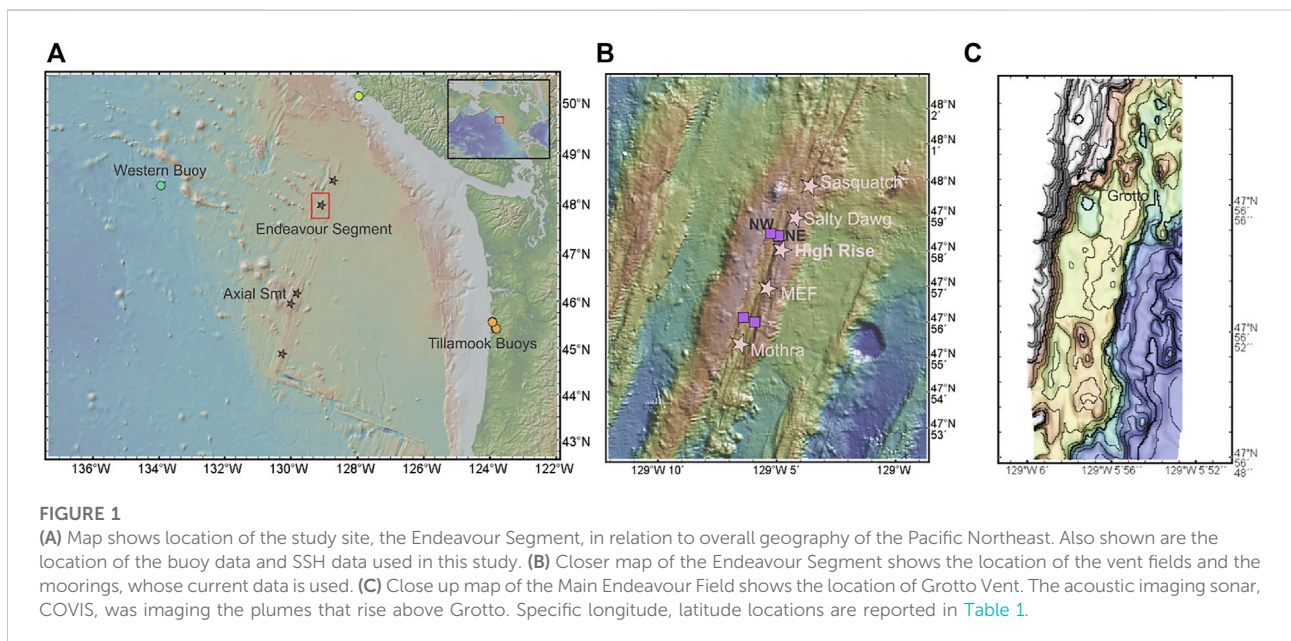 A
B
C
50°N
49°N
48°N
47°N
46°N
45°N
44°N
43°N
Western Buoy
Endeavour Segment
Axial Smt
Tillamook Buoys
136°W 134°W 132°W 130°W 128°W 126°W 124°W 122°W
48°N
2´
48°N
1´
48°N
47°N
59´
47°N
58´
47°N
57´
47°N
56´
47°N
55´
47°N
54´
47°N
53´
Sasquatch
Salty Dawg
NW
NE
High Rise
MEF
Mothra
129°W 10´ 129°W 5´ 129°W
Grotto
47°N
56´
56´´
47°N
56´
52´´
47°N
56´
48´´
129°W 6´ 129°W 5´56´´ 129°W 5´52´´
FIGURE 1
(A) Map shows location of the study site, the Endeavour Segment, in relation to overall geography of the Pacific Northeast. Also shown are the
location of the buoy data and SSH data used in this study. (B) Closer map of the Endeavour Segment shows the location of the vent fields and the
moorings, whose current data is used. (C) Close up map of the Main Endeavour Field shows the location of Grotto Vent. The acoustic imaging sonar,
COVIS, was imaging the plumes that rise above Grotto. Specific longitude, latitude locations are reported in Table 1.